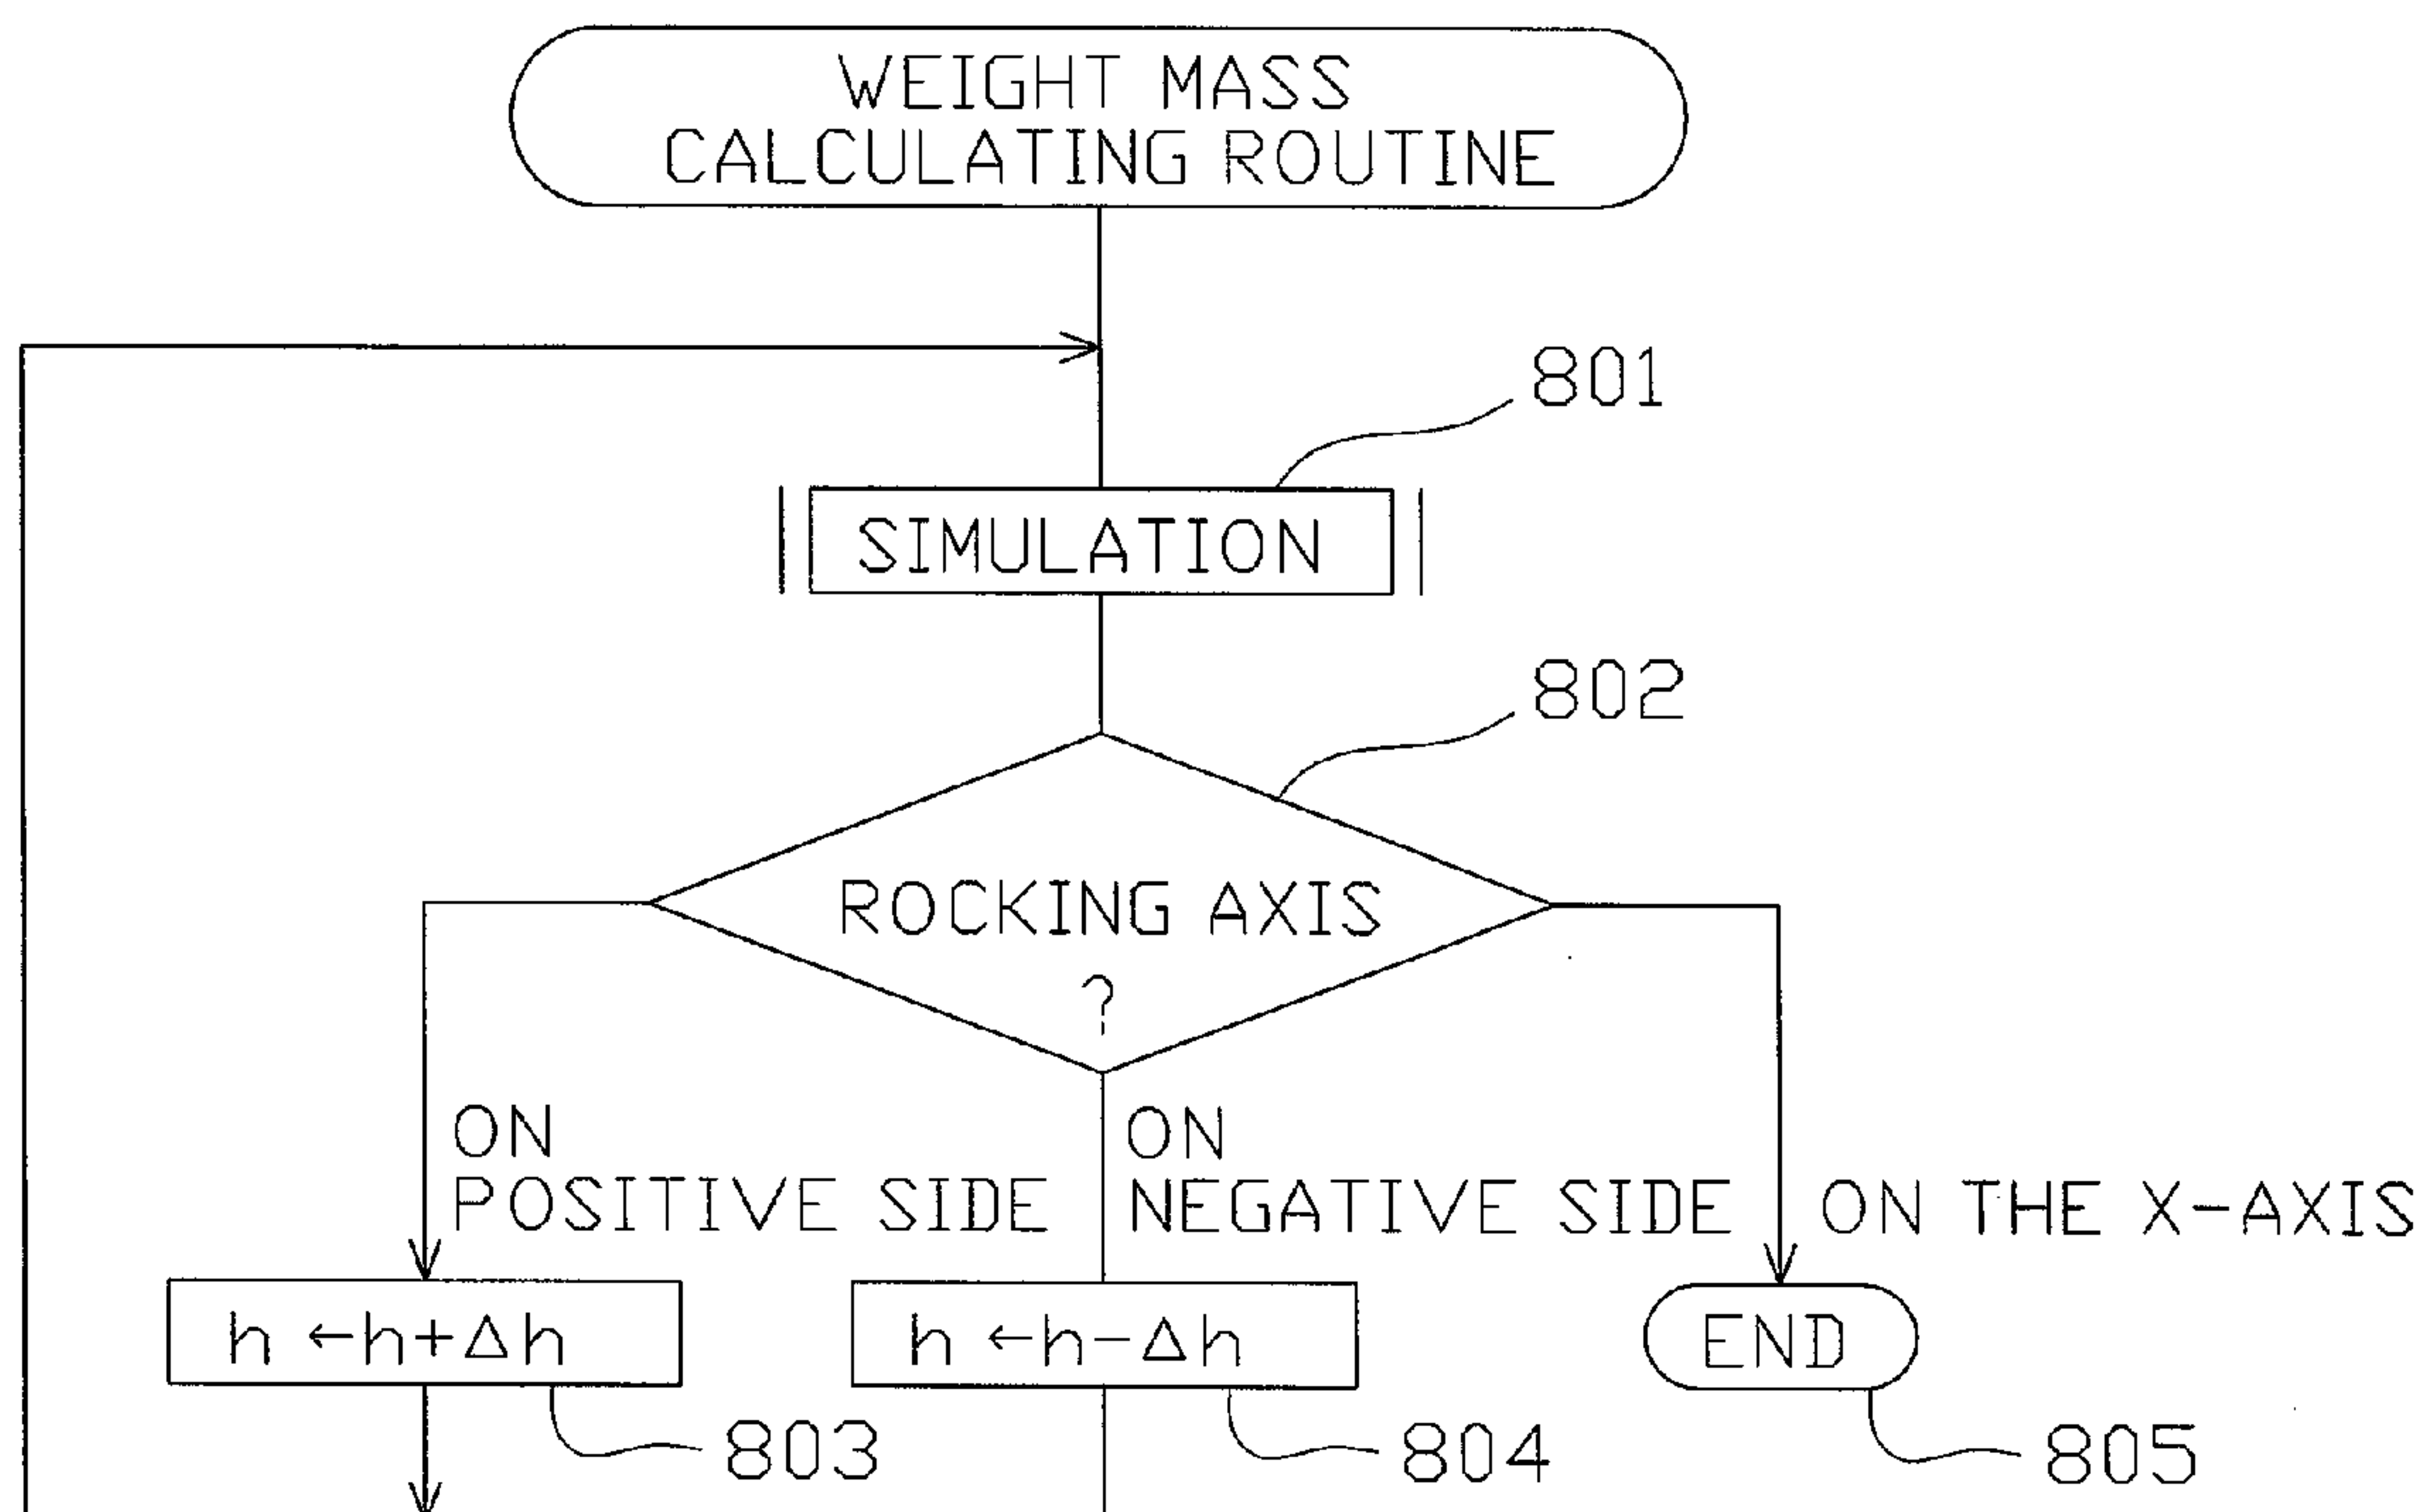 WEIGHT MASS
CALCULATING ROUTINE
801
SIMULATION
802
ROCKING AXIS
?
ON
POSITIVE SIDE
ON
NEGATIVE SIDE
ON THE X-AXIS
h ←h+Δh
h ←h-Δh
END
803
804
805